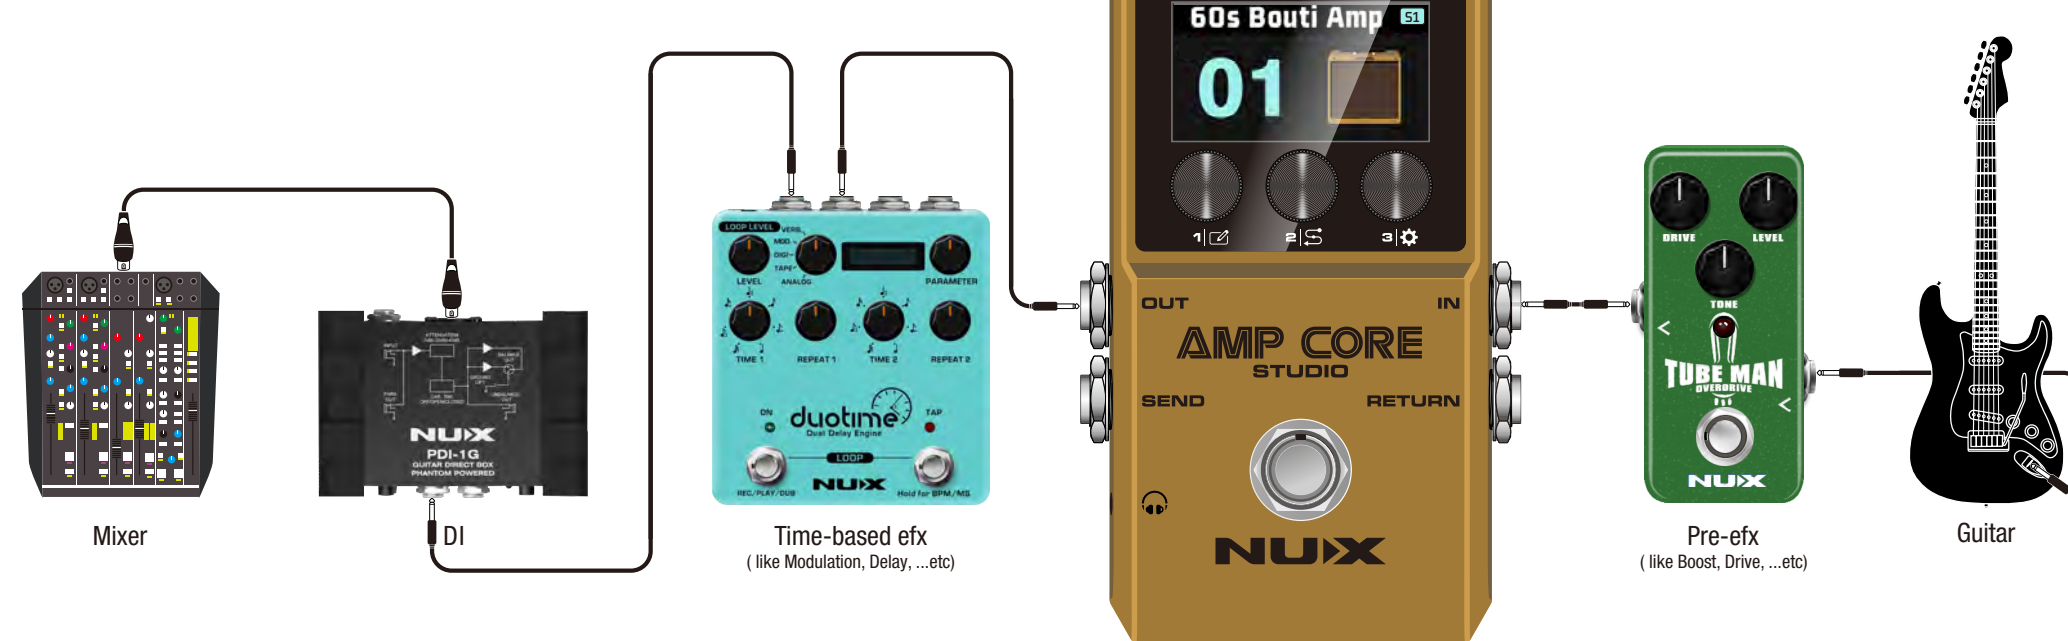 60s Bouti Amp S1
01
1 2 3
OUT IN
AMP CORE
STUDIO
SEND RETURN
NUX
LOOP LEVEL
VERB
MOD
DIGI
TAPE
ANALOG
LEVEL PARAMETER
TIME 1 REPEAT 1 TIME 2 REPEAT 2
ON TAP
duotime
Dual Delay Engine
LOOP
REC/PLAY/DUB Hold for BPM/MS
NUX
INPUT
NUX
PDI-1G
GUITAR DIRECT BOX
PHANTOM POWERED
DRIVE LEVEL
TONE
TUBE MAN
OVERDRIVE
NUX
Mixer
DI
Time-based efx
( like Modulation, Delay, ...etc)
Pre-efx
( like Boost, Drive, ...etc)
Guitar